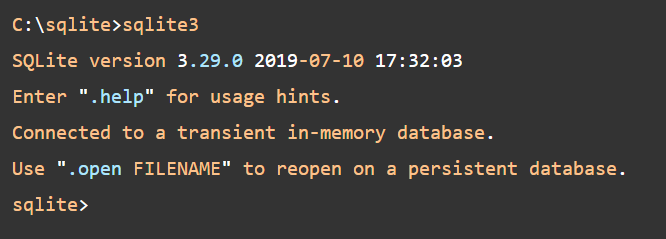 C:\sqlite>sqlite3
SQLite version 3.29.0 2019-07-10 17:32:03
Enter ".help" for usage hints.
Connected to a transient in-memory database.
Use ".open FILENAME" to reopen on a persistent database.
sqlite>